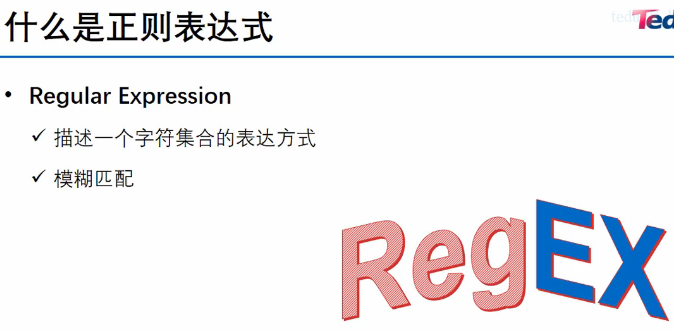 什么是正则表达式
Ted
• Regular Expression
✓ 描述一个字符集合的表达方式
✓ 模糊匹配
RegEX